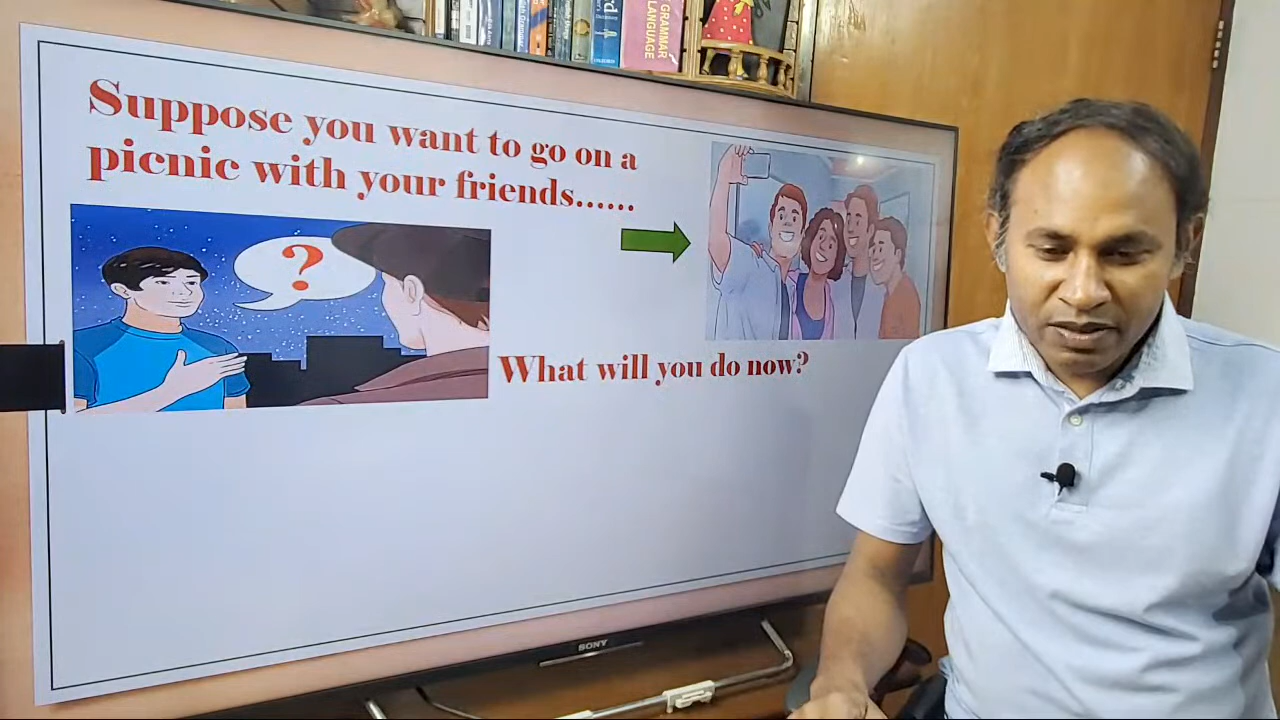 GRAMMAR
LANGUAGE
Suppose you want to go on a
picnic with your friends......
?
What will you do now?
SONY